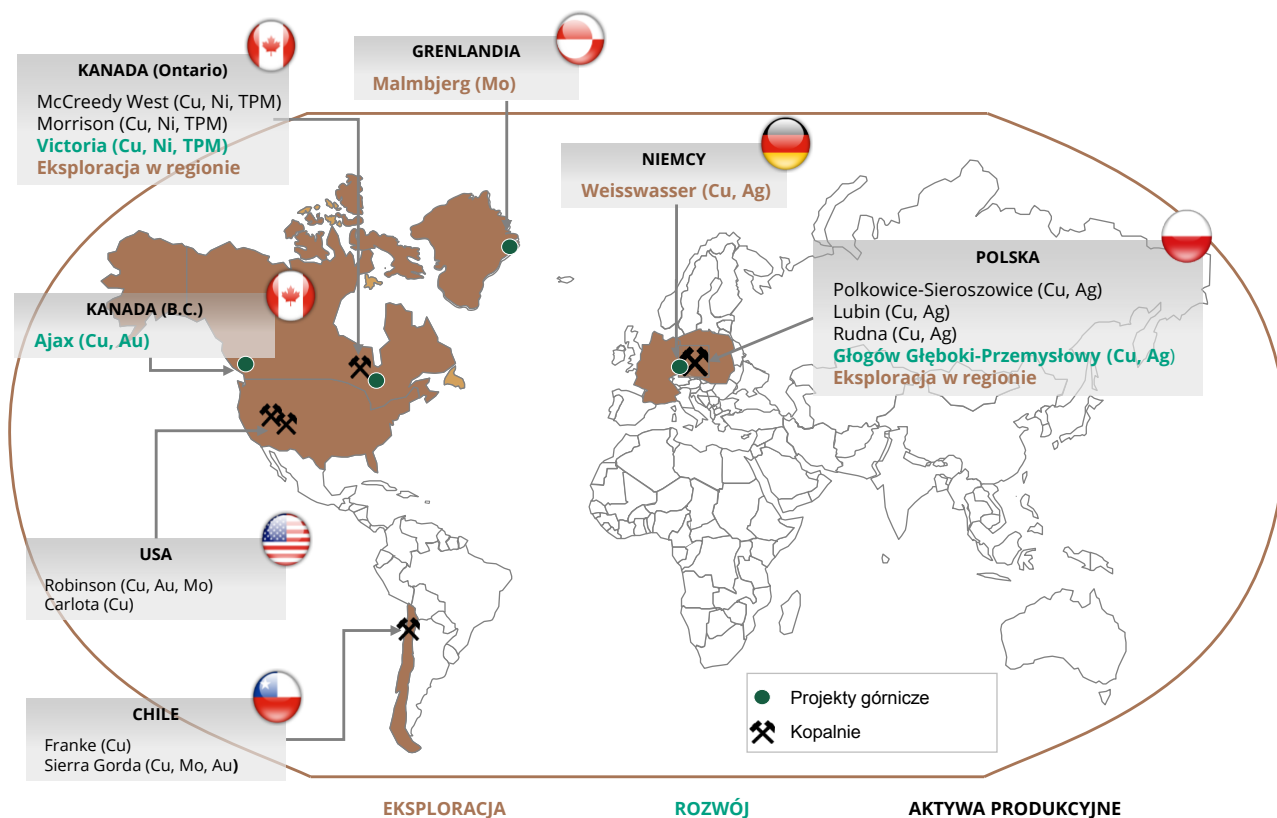 KANADA (Ontario)
McCreedy West (Cu, Ni, TPM)
Morrison (Cu, Ni, TPM)
Victoria (Cu, Ni, TPM)
Eksploracja w regionie
GRENLANDIA
Malmbjerg (Mo)
NIEMCY
Weisswasser (Cu, Ag)
POLSKA
Polkowice-Sieroszowice (Cu, Ag)
Lubin (Cu, Ag)
Rudna (Cu, Ag)
Głogów Głęboki-Przemysłowy (Cu, Ag)
Eksploracja w regionie
KANADA (B.C.)
Ajax (Cu, Au)
USA
Robinson (Cu, Au, Mo)
Carlota (Cu)
CHILE
Franke (Cu)
Sierra Gorda (Cu, Mo, Au)
Projekty górnicze
Kopalnie
EKSPLORACJA ROZWÓJ AKTYWA PRODUKCYJNE